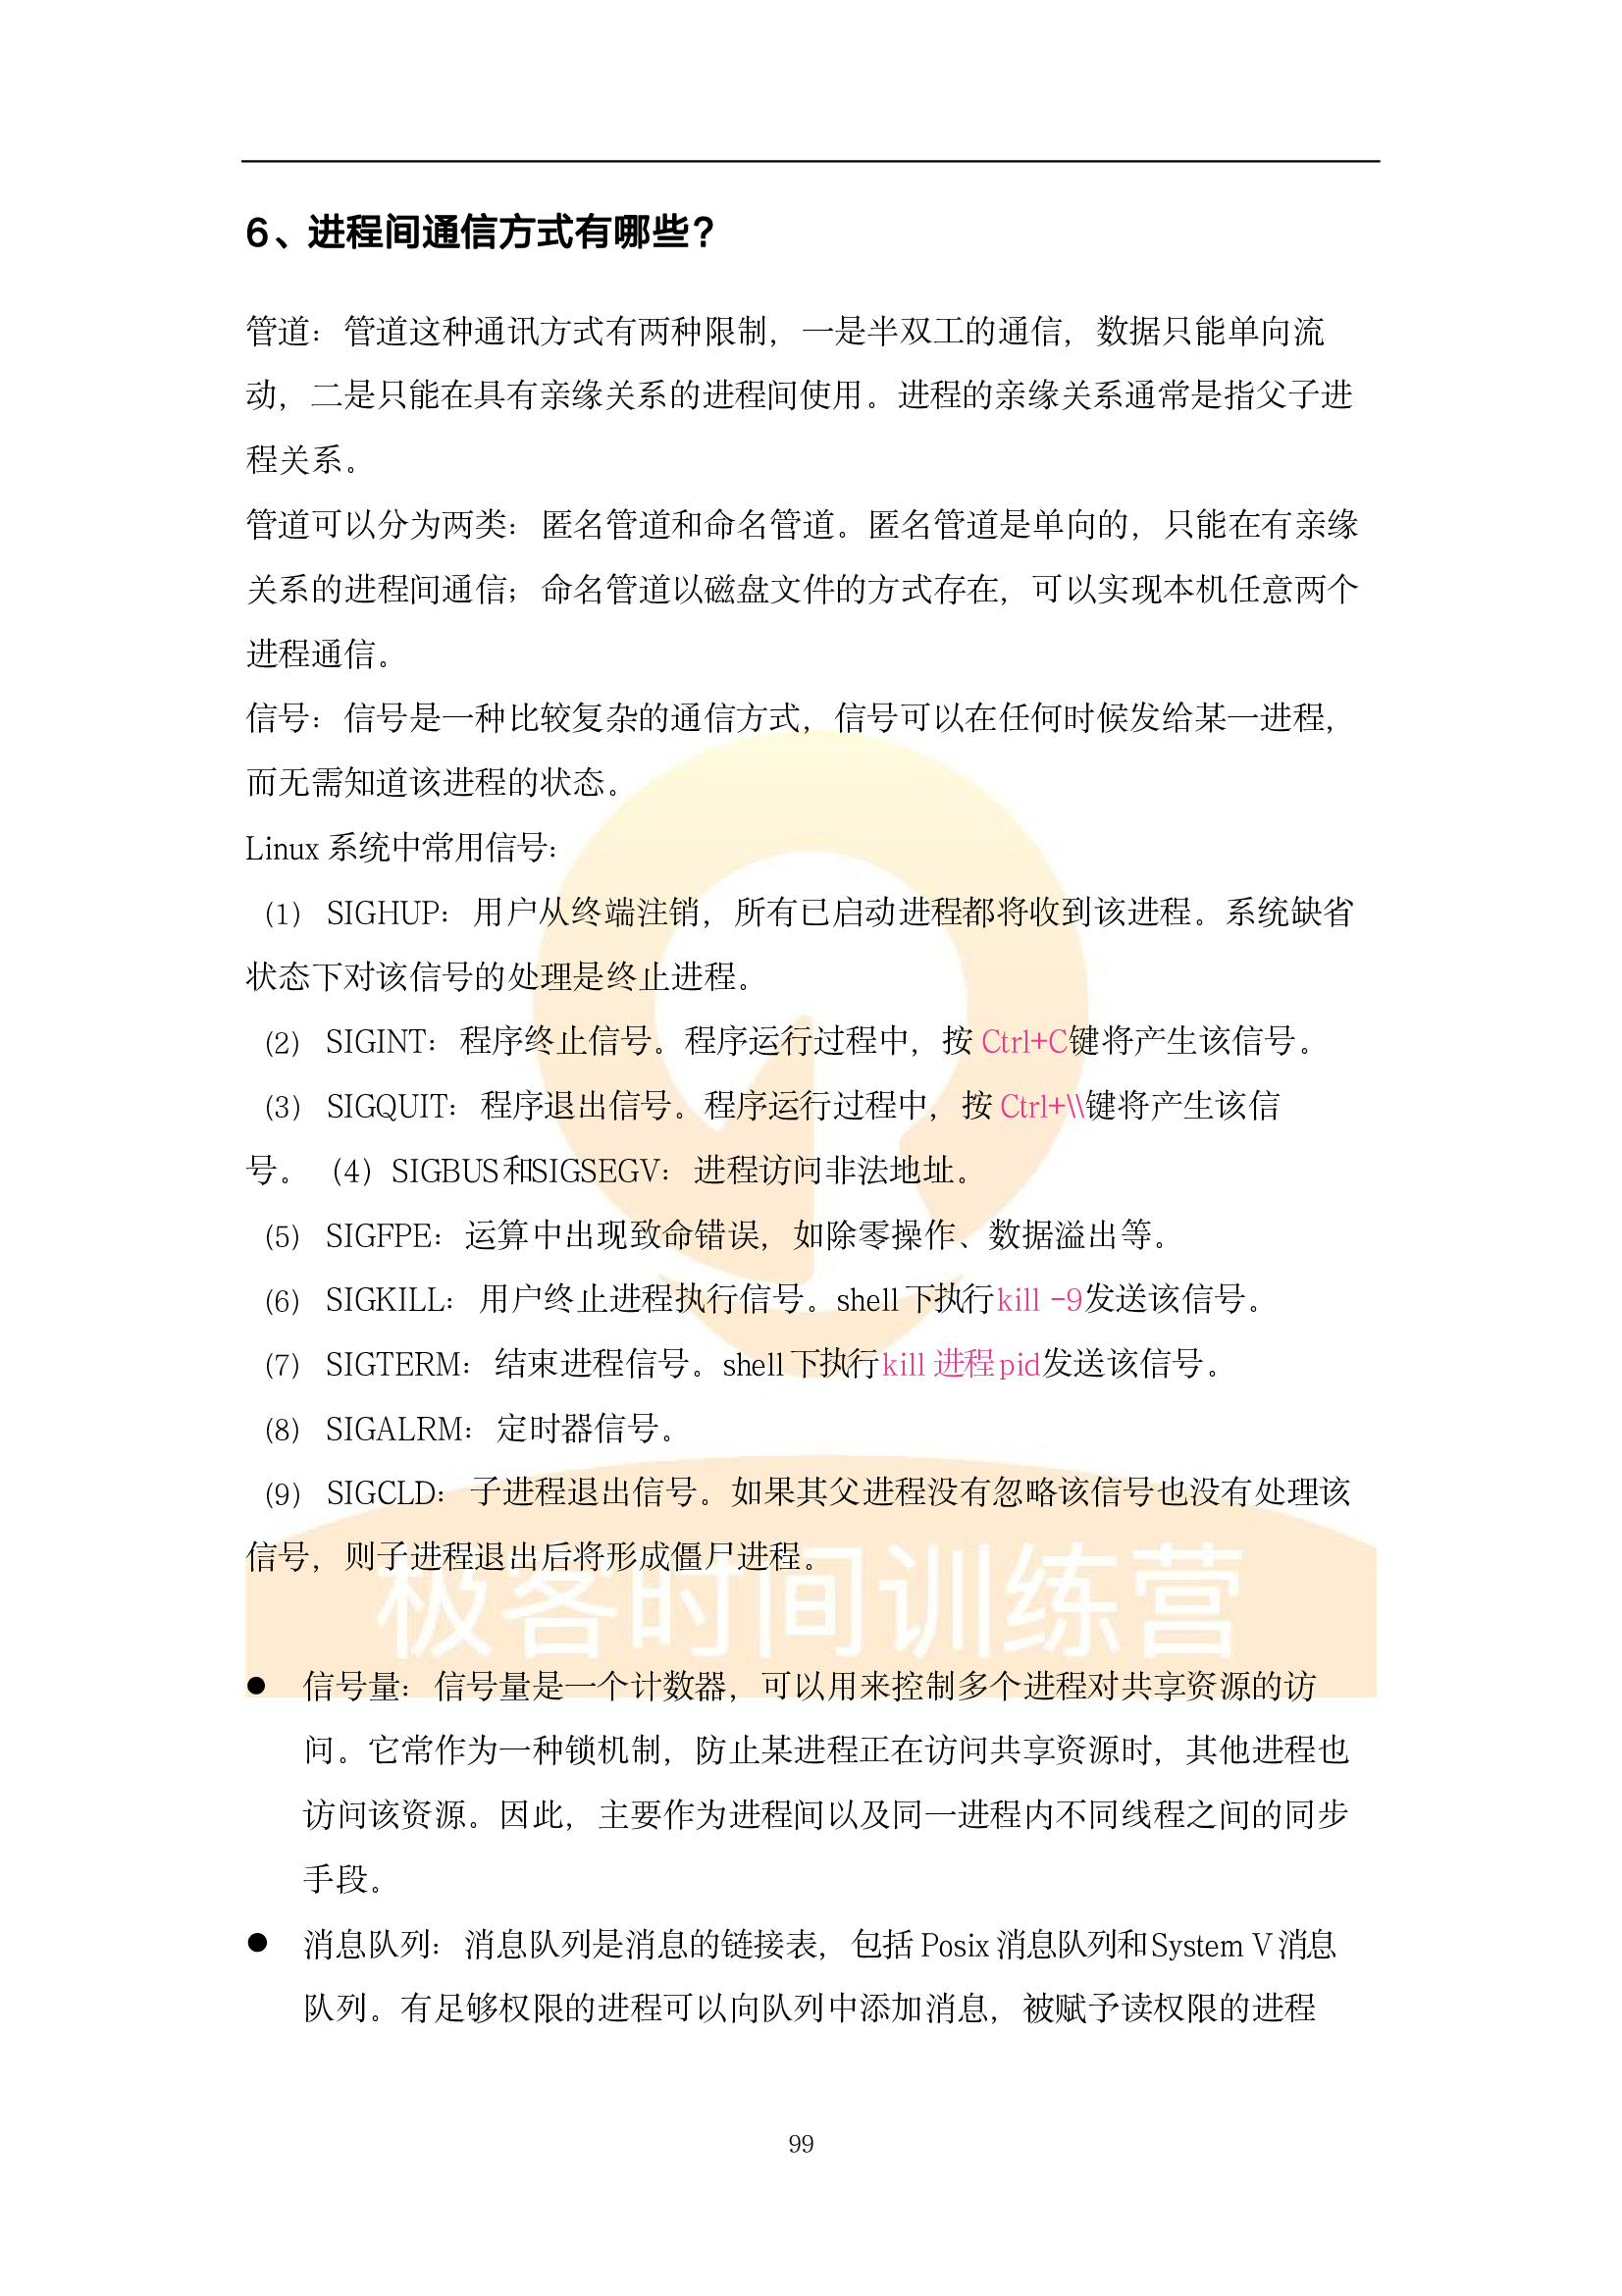 6、进程间通信方式有哪些？
管道：管道这种通讯方式有两种限制，一是半双工的通信，数据只能单向流
动，二是只能在具有亲缘关系的进程间使用。进程的亲缘关系通常是指父子进
程关系。
管道可以分为两类：匿名管道和命名管道。匿名管道是单向的，只能在有亲缘
关系的进程间通信；命名管道以磁盘文件的方式存在，可以实现本机任意两个
进程通信。
信号：信号是一种比较复杂的通信方式，信号可以在任何时候发给某一进程，
而无需知道该进程的状态。
Linux 系统中常用信号：
（1） SIGHUP：用户从终端注销，所有已启动进程都将收到该进程。系统缺省
状态下对该信号的处理是终止进程。
（2） SIGINT：程序终止信号。程序运行过程中，按 Ctrl+C键将产生该信号。
（3） SIGQUIT：程序退出信号。程序运行过程中，按 Ctrl+\\键将产生该信
号。（4）SIGBUS和SIGSEGV：进程访问非法地址。
（5） SIGFPE：运算中出现致命错误，如除零操作、数据溢出等。
（6） SIGKILL：用户终止进程执行信号。shell下执行kill -9发送该信号。
（7） SIGTERM：结束进程信号。shell下执行kill 进程pid发送该信号。
（8） SIGALRM：定时器信号。
（9） SIGCLD：子进程退出信号。如果其父进程没有忽略该信号也没有处理该
信号，则子进程退出后将形成僵尸进程。
极客时间训练营
● 信号量：信号量是一个计数器，可以用来控制多个进程对共享资源的访
问。它常作为一种锁机制，防止某进程正在访问共享资源时，其他进程也
访问该资源。因此，主要作为进程间以及同一进程内不同线程之间的同步
手段。
● 消息队列：消息队列是消息的链接表，包括 Posix 消息队列和System V消息
队列。有足够权限的进程可以向队列中添加消息，被赋予读权限的进程
99